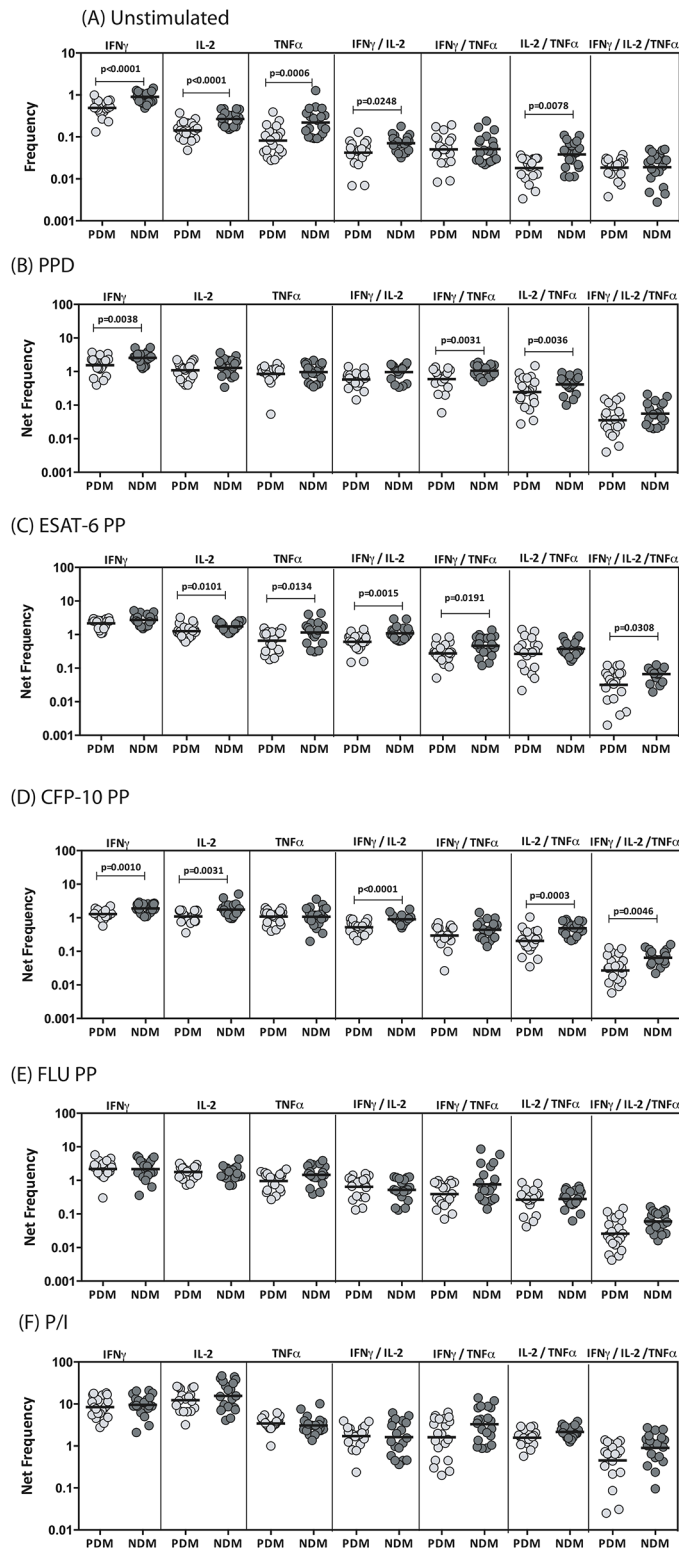 (A) Unstimulated
IFNγ IL-2 TNFα IFNγ / IL-2 IFNγ / TNFα IL-2 / TNFα IFNγ / IL-2 /TNFα
10
1
0.1
0.01
0.001
Frequency
p<0.0001 p<0.0001 p=0.0006 p=0.0248 p=0.0078
PDM NDM PDM NDM PDM NDM PDM NDM PDM NDM PDM NDM PDM NDM
(B) PPD
IFNγ IL-2 TNFα IFNγ / IL-2 IFNγ / TNFα IL-2 / TNFα IFNγ / IL-2 /TNFα
100
10
1
0.1
0.01
0.001
Net Frequency
p=0.0038 p=0.0031 p=0.0036
PDM NDM PDM NDM PDM NDM PDM NDM PDM NDM PDM NDM PDM NDM
(C) ESAT-6 PP
IFNγ IL-2 TNFα IFNγ / IL-2 IFNγ / TNFα IL-2 / TNFα IFNγ / IL-2 /TNFα
100
10
1
0.1
0.01
0.001
Net Frequency
p=0.0101 p=0.0134 p=0.0015 p=0.0191 p=0.0308
PDM NDM PDM NDM PDM NDM PDM NDM PDM NDM PDM NDM PDM NDM
(D) CFP-10 PP
IFNγ IL-2 TNFα IFNγ / IL-2 IFNγ / TNFα IL-2 / TNFα IFNγ / IL-2 /TNFα
100
10
1
0.1
0.01
0.001
Net Frequency
p=0.0010 p=0.0031 p<0.0001 p=0.0003 p=0.0046
PDM NDM PDM NDM PDM NDM PDM NDM PDM NDM PDM NDM PDM NDM
(E) FLU PP
IFNγ IL-2 TNFα IFNγ / IL-2 IFNγ / TNFα IL-2 / TNFα IFNγ / IL-2 /TNFα
100
10
1
0.1
0.01
0.001
Net Frequency
PDM NDM PDM NDM PDM NDM PDM NDM PDM NDM PDM NDM PDM NDM
(F) P/I
IFNγ IL-2 TNFα IFNγ / IL-2 IFNγ / TNFα IL-2 / TNFα IFNγ / IL-2 /TNFα
100
10
1
0.1
0.01
Net Frequency
PDM NDM PDM NDM PDM NDM PDM NDM PDM NDM PDM NDM PDM NDM